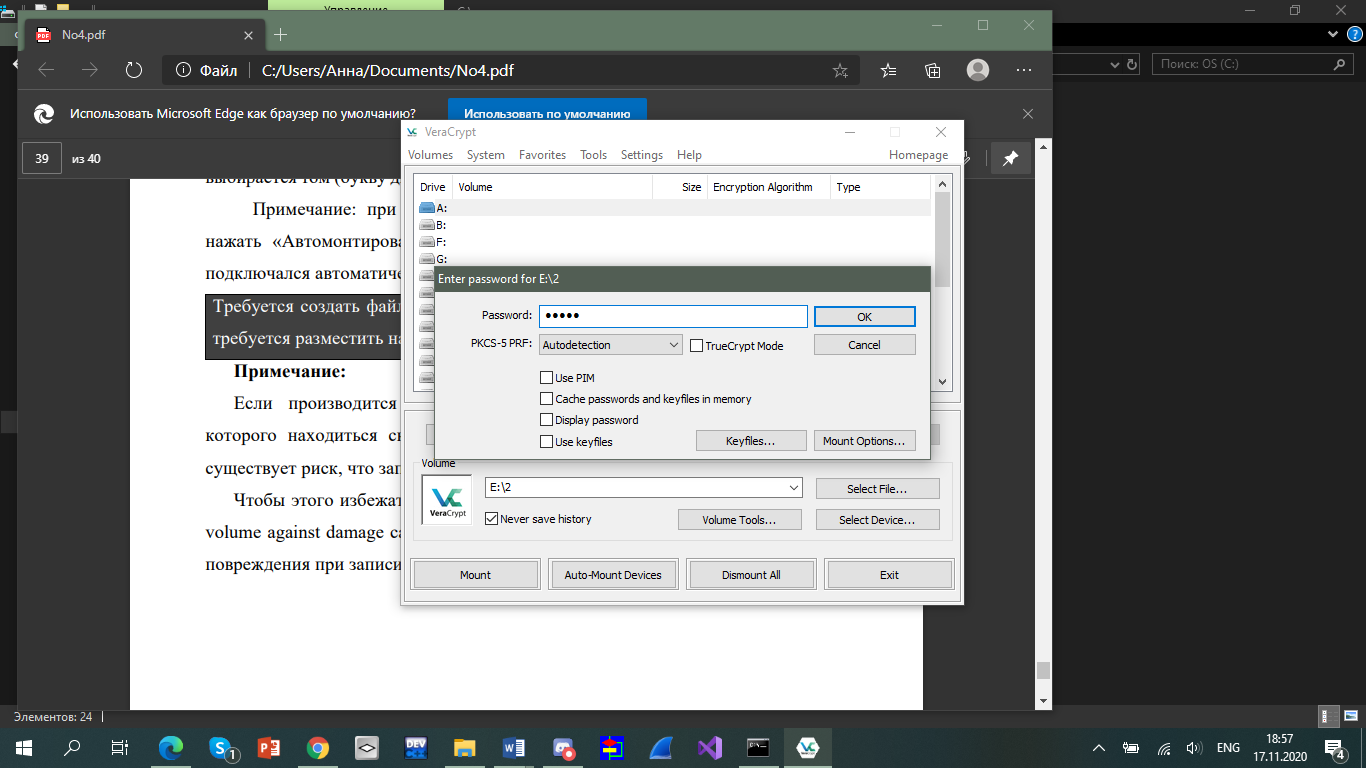 Управление
No4.pdf
Файл
C:/Users/Анна/Documents/No4.pdf
Поиск: OS (C:)
Использовать Microsoft Edge как браузер по умолчанию?
Использовать по умолчанию
39 из 40
Примечание: при
нажать «Автомонтирова
подключался автоматиче
Требуется создать файл
требуется разместить на
Примечание:
Если производится
которого находиться ск
существует риск, что зап
Чтобы этого избежат
volume against damage ca
повреждения при записи
VeraCrypt
Volumes System Favorites Tools Settings Help Homepage
Drive Volume Size Encryption Algorithm Type
A:
B:
F:
G:
Enter password for E:\2
Password: ●●●●● OK
PKCS-5 PRF: Autodetection TrueCrypt Mode Cancel
Use PIM
Cache passwords and keyfiles in memory
Display password
Use keyfiles Keyfiles... Mount Options...
Volume
VeraCrypt
E:\2
Select File...
Never save history Volume Tools... Select Device...
Mount Auto-Mount Devices Dismount All Exit
Элементов: 24
1
DEV
ENG
18:57
17.11.2020
4